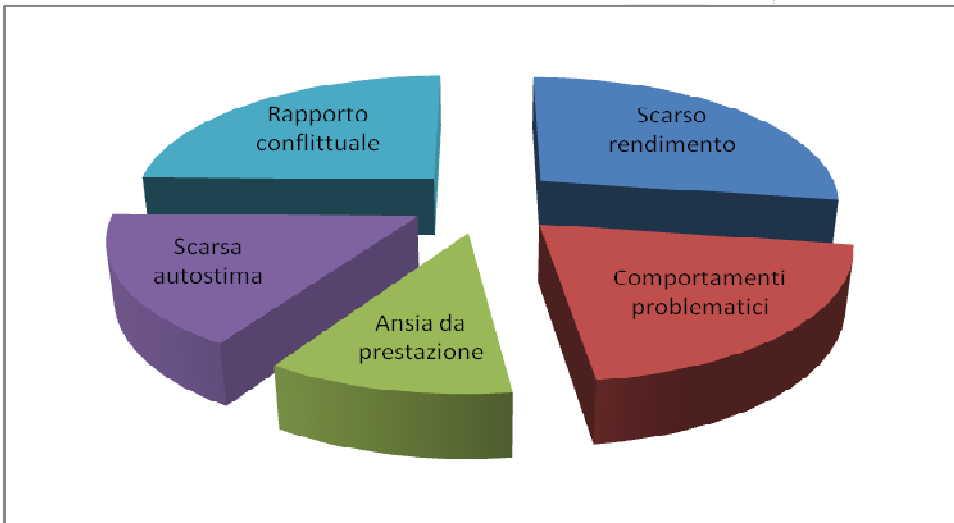 Rapporto
conflittuale
Scarso
rendimento
Scarsa
autostima
Comportamenti
problematici
Ansia da
prestazione